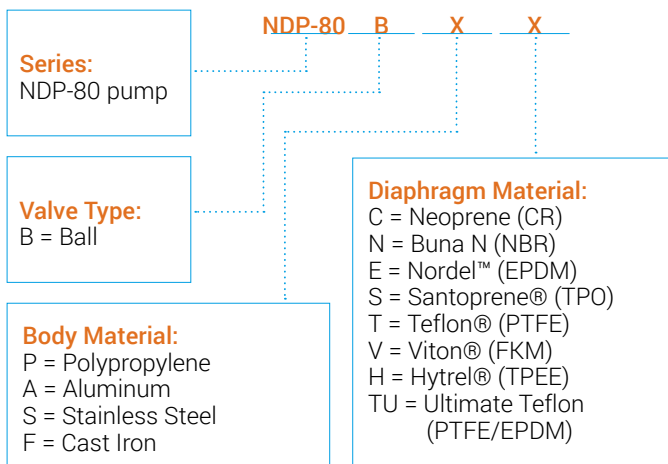 NDP-80 B X X
Series:
NDP-80 pump
Valve Type:
B = Ball
Body Material:
P = Polypropylene
A = Aluminum
S = Stainless Steel
F = Cast Iron
Diaphragm Material:
C = Neoprene (CR)
N = Buna N (NBR)
E = Nordel™ (EPDM)
S = Santoprene® (TPO)
T = Teflon® (PTFE)
V = Viton® (FKM)
H = Hytrel® (TPEE)
TU = Ultimate Teflon
(PTFE/EPDM)